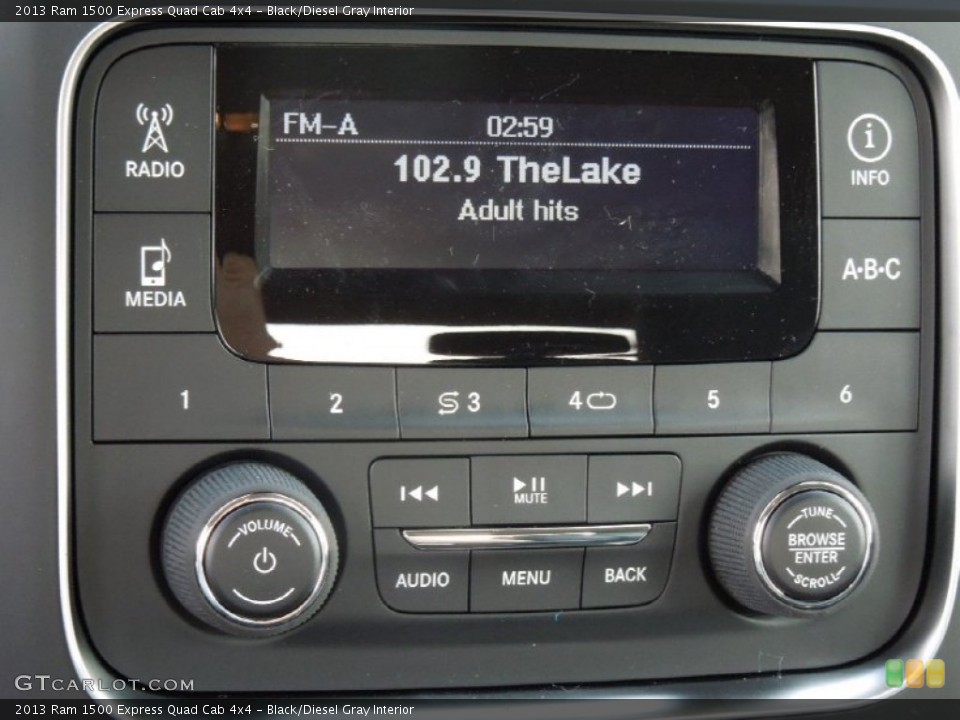 2013 Ram 1500 Express Quad Cab 4x4 - Black/Diesel Gray Interior
FM-A 02:59
102.9 TheLake
Adult hits
RADIO
INFO
MEDIA
A·B·C
1 2 3 4 5 6
MUTE
VOLUME
TUNE
BROWSE
ENTER
SCROLL
AUDIO MENU BACK
GTCARLOT.COM
2013 Ram 1500 Express Quad Cab 4x4 - Black/Diesel Gray Interior